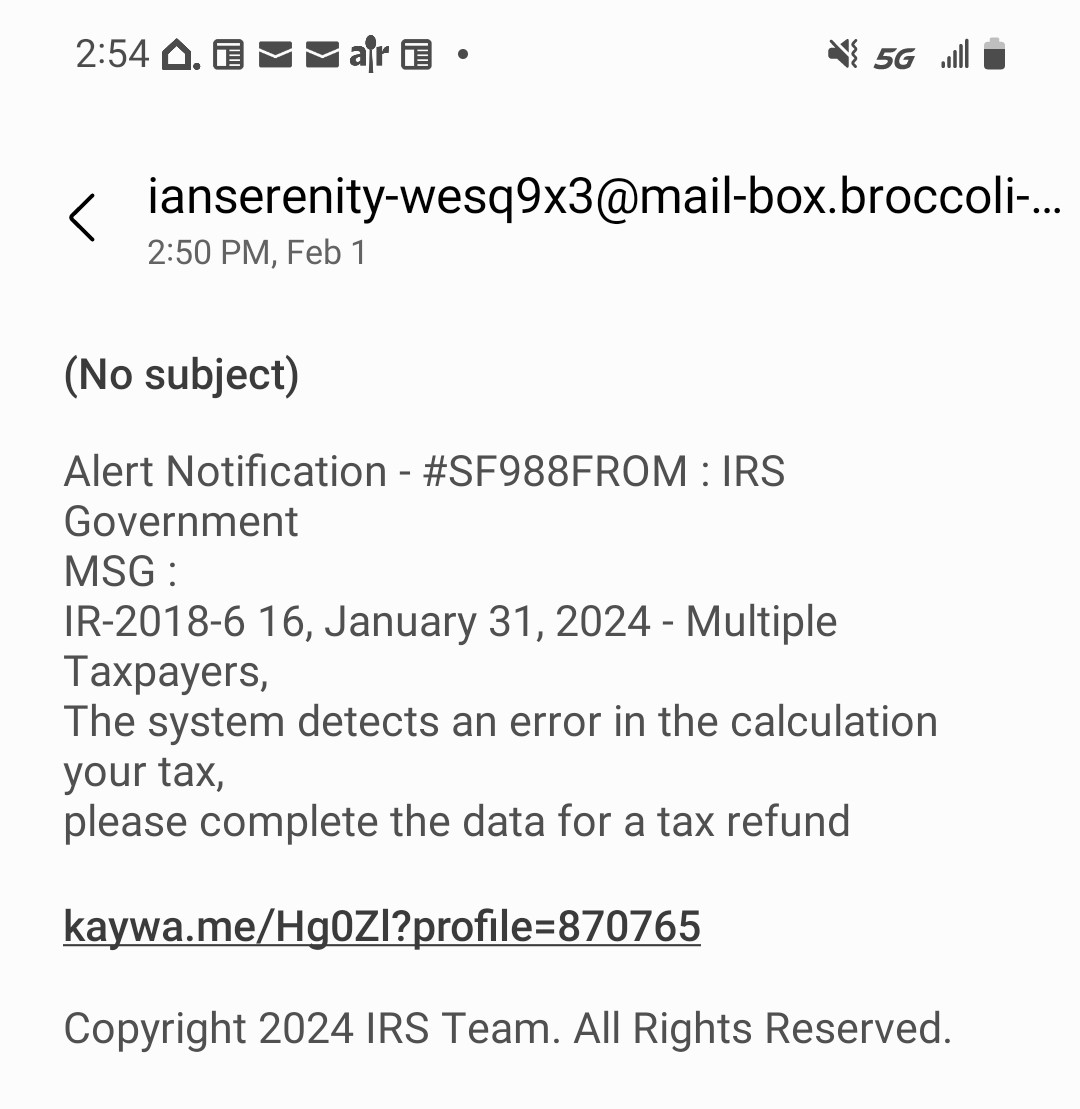 2:54 air 5G
ianserenity-wesq9x3@mail-box.broccoli-...
2:50 PM, Feb 1
(No subject)
Alert Notification - #SF988FROM : IRS
Government
MSG :
IR-2018-6 16, January 31, 2024 - Multiple
Taxpayers,
The system detects an error in the calculation
your tax,
please complete the data for a tax refund
kaywa.me/Hg0Zl?profile=870765
Copyright 2024 IRS Team. All Rights Reserved.